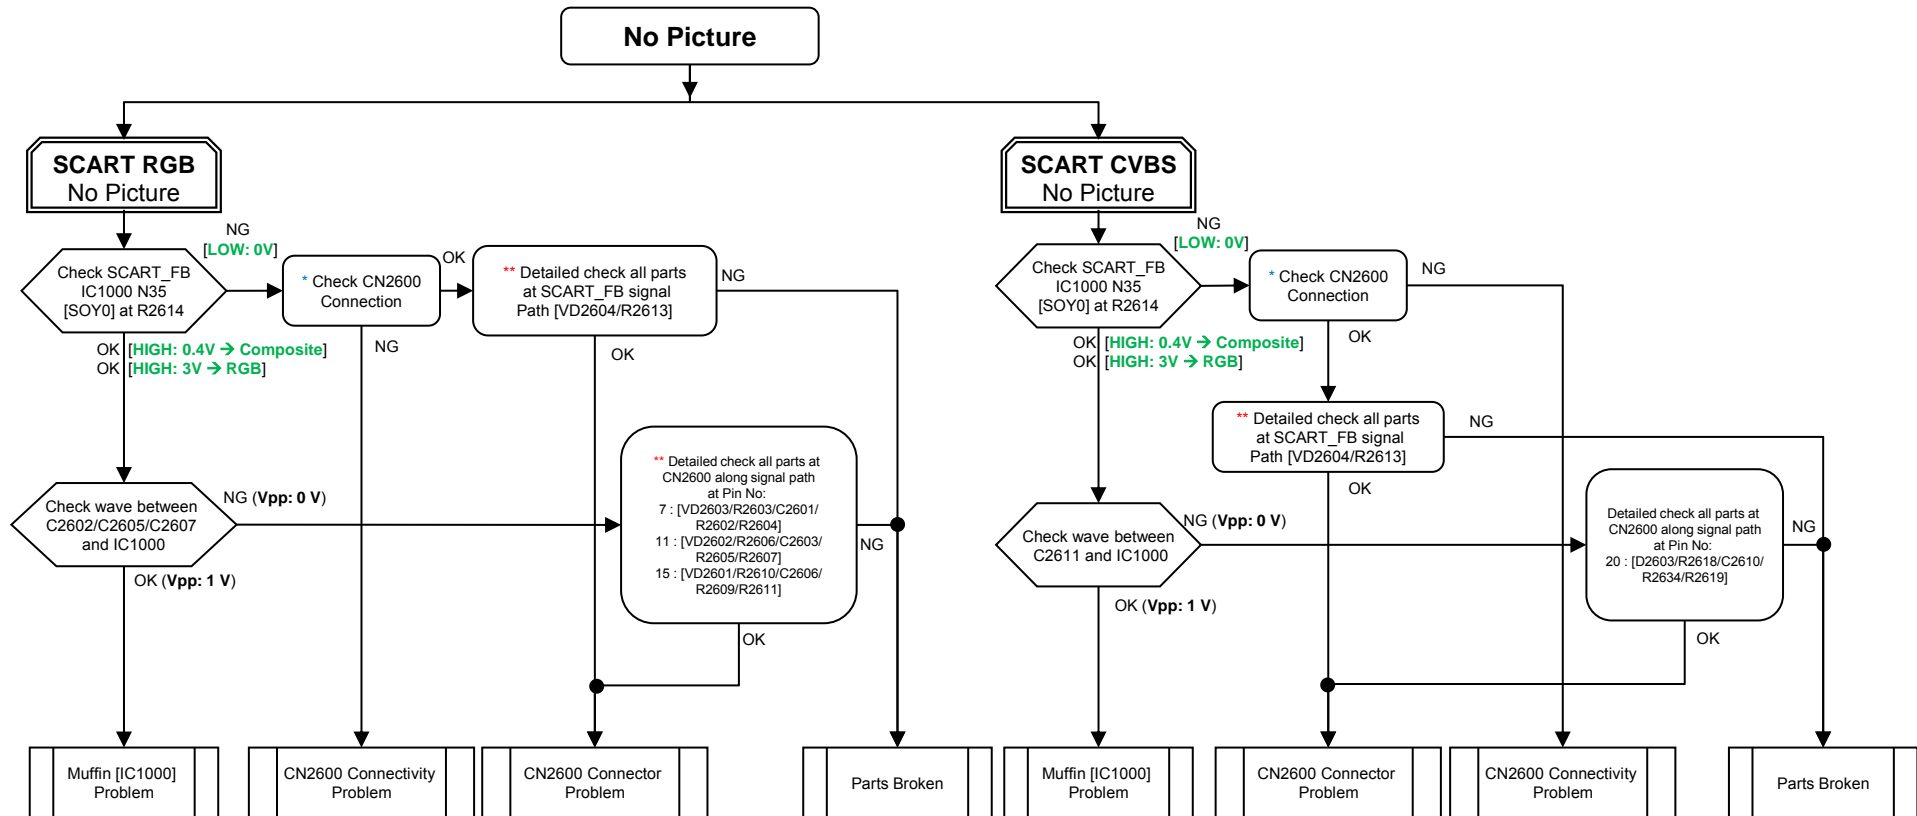 No Picture
SCART RGB
No Picture
NG
[LOW: 0V]
Check SCART_FB
IC1000 N35
[SOY0] at R2614
OK [HIGH: 0.4V → Composite]
OK [HIGH: 3V → RGB]
* Check CN2600
Connection
OK
NG
** Detailed check all parts
at SCART_FB signal
Path [VD2604/R2613]
NG
OK
Check wave between
C2602/C2605/C2607
and IC1000
NG (Vpp: 0 V)
OK (Vpp: 1 V)
** Detailed check all parts at
CN2600 along signal path
at Pin No:
7 : [VD2603/R2603/C2601/
R2602/R2604]
11 : [VD2602/R2606/C2603/
R2605/R2607]
15 : [VD2601/R2610/C2606/
R2609/R2611]
NG
OK
Muffin [IC1000]
Problem
CN2600 Connectivity
Problem
CN2600 Connector
Problem
Parts Broken
SCART CVBS
No Picture
NG
[LOW: 0V]
Check SCART_FB
IC1000 N35
[SOY0] at R2614
OK [HIGH: 0.4V → Composite]
OK [HIGH: 3V → RGB]
* Check CN2600
Connection
NG
OK
** Detailed check all parts
at SCART_FB signal
Path [VD2604/R2613]
NG
OK
Check wave between
C2611 and IC1000
NG (Vpp: 0 V)
OK (Vpp: 1 V)
Detailed check all parts at
CN2600 along signal path
at Pin No:
20 : [D2603/R2618/C2610/
R2634/R2619]
NG
OK
Muffin [IC1000]
Problem
CN2600 Connector
Problem
CN2600 Connectivity
Problem
Parts Broken